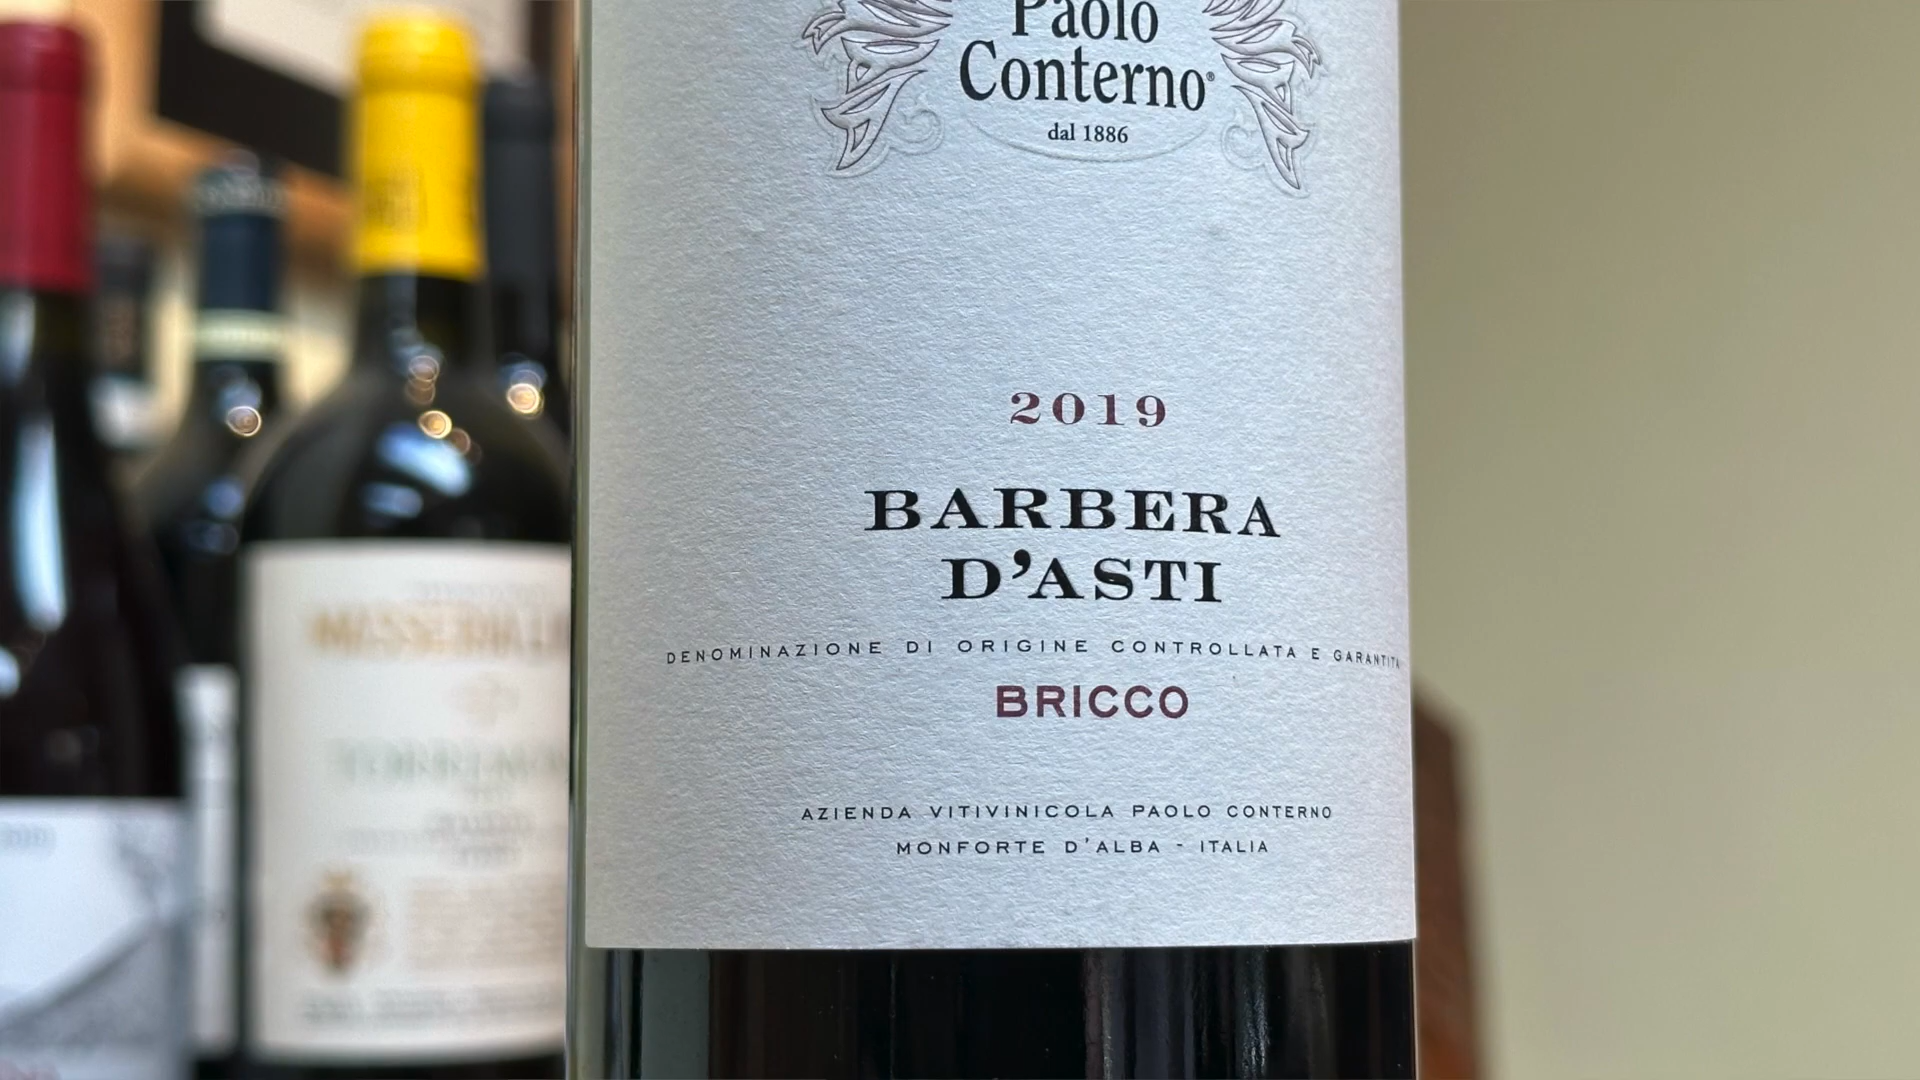 Paolo
Conterno®
dal 1886
2019
BARBERA
D'ASTI
DENOMINAZIONE DI ORIGINE CONTROLLATA E GARANTITA
BRICCO
AZIENDA VITIVINICOLA PAOLO CONTERNO
MONFORTE D'ALBA - ITALIA